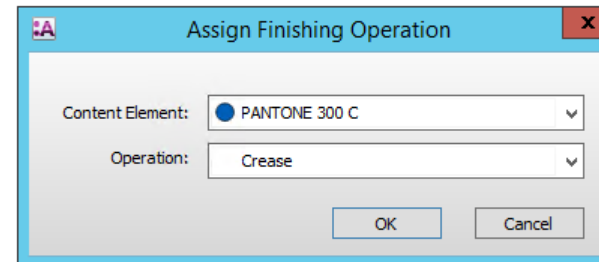 :A Assign Finishing Operation x
Content Element: PANTONE 300 C
Operation: Crease
OK Cancel